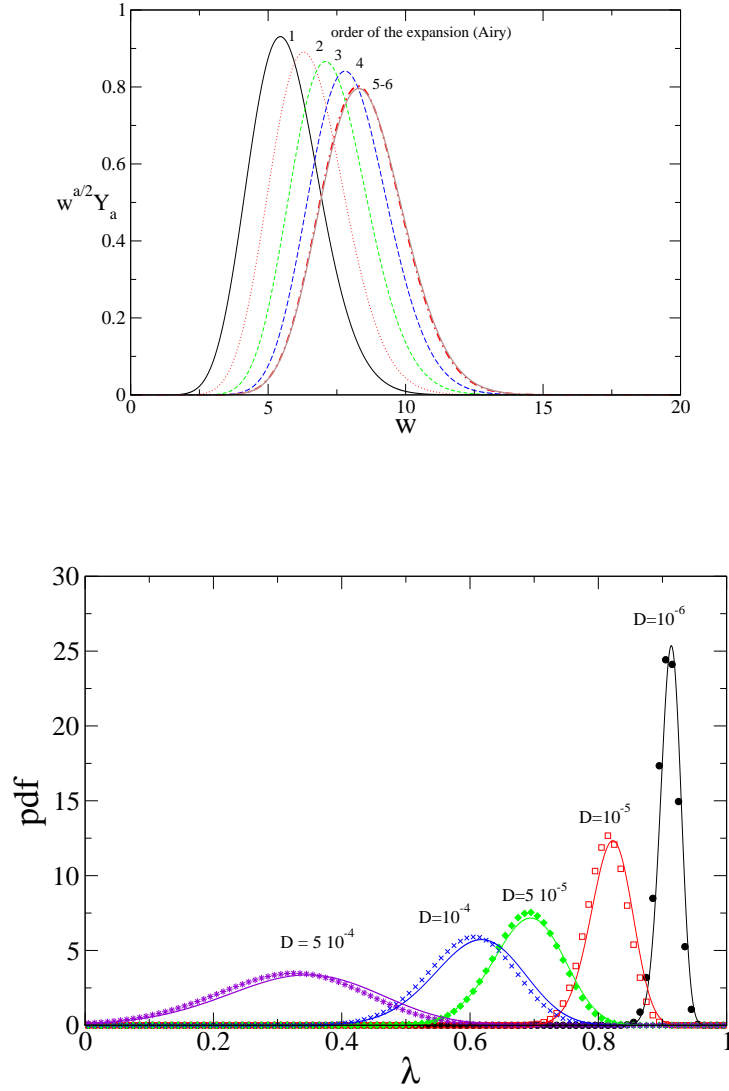 1
order of the expansion (Airy)
1
2
3
4
5-6
0.8
0.6
w^{a/2}Y_a
0.4
0.2
0
0
5
10
15
20
w
30
D=10^{-6}
25
20
pdf
15
D=10^{-5}
10
D=5 10^{-5}
D=10^{-4}
D = 5 10^{-4}
5
0
0
0.2
0.4
0.6
0.8
1
λ